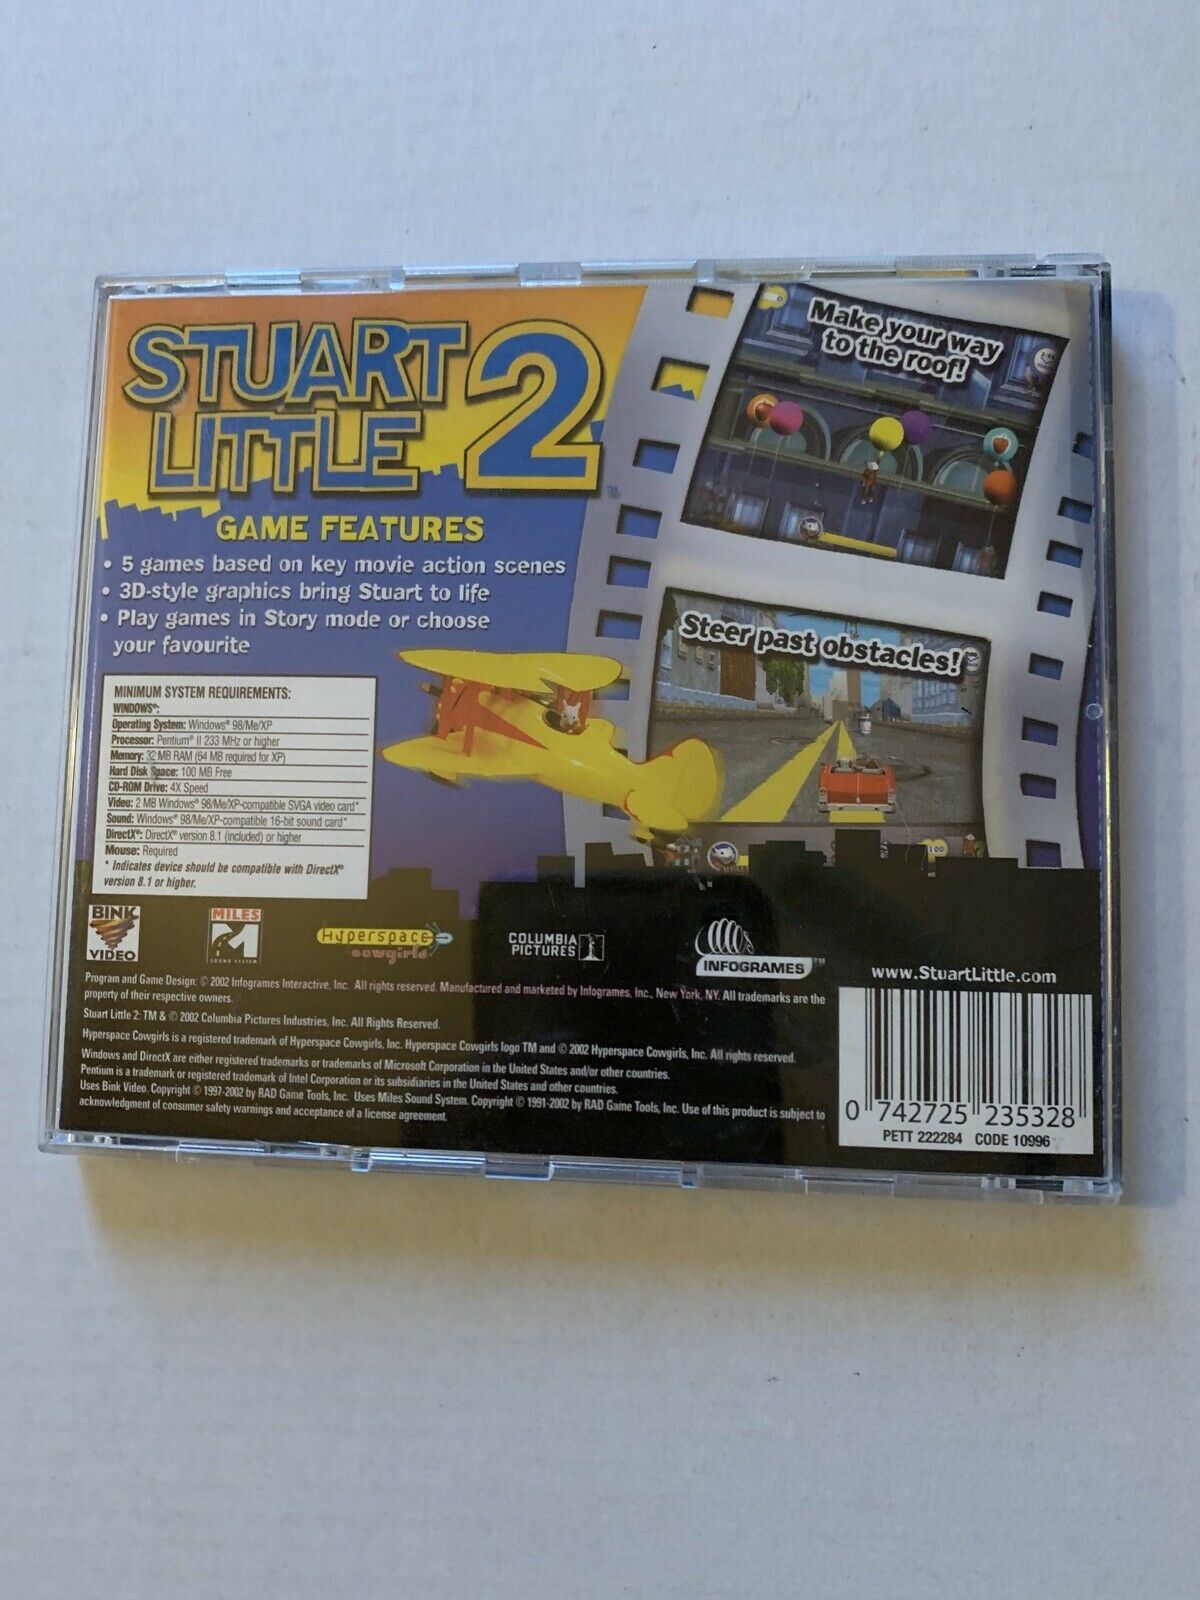 STUART
LITTLE 2™
GAME FEATURES
• 5 games based on key movie action scenes
• 3D-style graphics bring Stuart to life
• Play games in Story mode or choose
your favourite
Make your way
to the roof!
Steer past obstacles!
100
MINIMUM SYSTEM REQUIREMENTS:
WINDOWS®:
Operating System: Windows® 98/Me/XP
Processor: Pentium® II 233 MHz or higher
Memory: 32 MB RAM (64 MB required for XP)
Hard Disk Space: 100 MB Free
CD-ROM Drive: 4X Speed
Video: 2 MB Windows® 98/Me/XP-compatible SVGA video card*
Sound: Windows® 98/Me/XP-compatible 16-bit sound card*
DirectX®: DirectX® version 8.1 (included) or higher
Mouse: Required
* Indicates device should be compatible with DirectX®
version 8.1 or higher.
BINK
VIDEO
MILES
SOUND SYSTEM
Hyperspace
cowgirls
COLUMBIA
PICTURES
INFOGRAMES™
www.StuartLittle.com
Program and Game Design: © 2002 Infogrames Interactive, Inc. All rights reserved. Manufactured and marketed by Infogrames, Inc., New York, NY. All trademarks are the
property of their respective owners.
Stuart Little 2: TM & © 2002 Columbia Pictures Industries, Inc. All Rights Reserved.
Hyperspace Cowgirls is a registered trademark of Hyperspace Cowgirls, Inc. Hyperspace Cowgirls logo TM and © 2002 Hyperspace Cowgirls, Inc. All rights reserved.
Windows and DirectX are either registered trademarks or trademarks of Microsoft Corporation in the United States and/or other countries.
Pentium is a trademark or registered trademark of Intel Corporation or its subsidiaries in the United States and other countries.
Uses Bink Video. Copyright © 1997-2002 by RAD Game Tools, Inc. Uses Miles Sound System. Copyright © 1991-2002 by RAD Game Tools, Inc. Use of this product is subject to
acknowledgment of consumer safety warnings and acceptance of a license agreement.
0 742725 235328
PETT 222284 CODE 10996